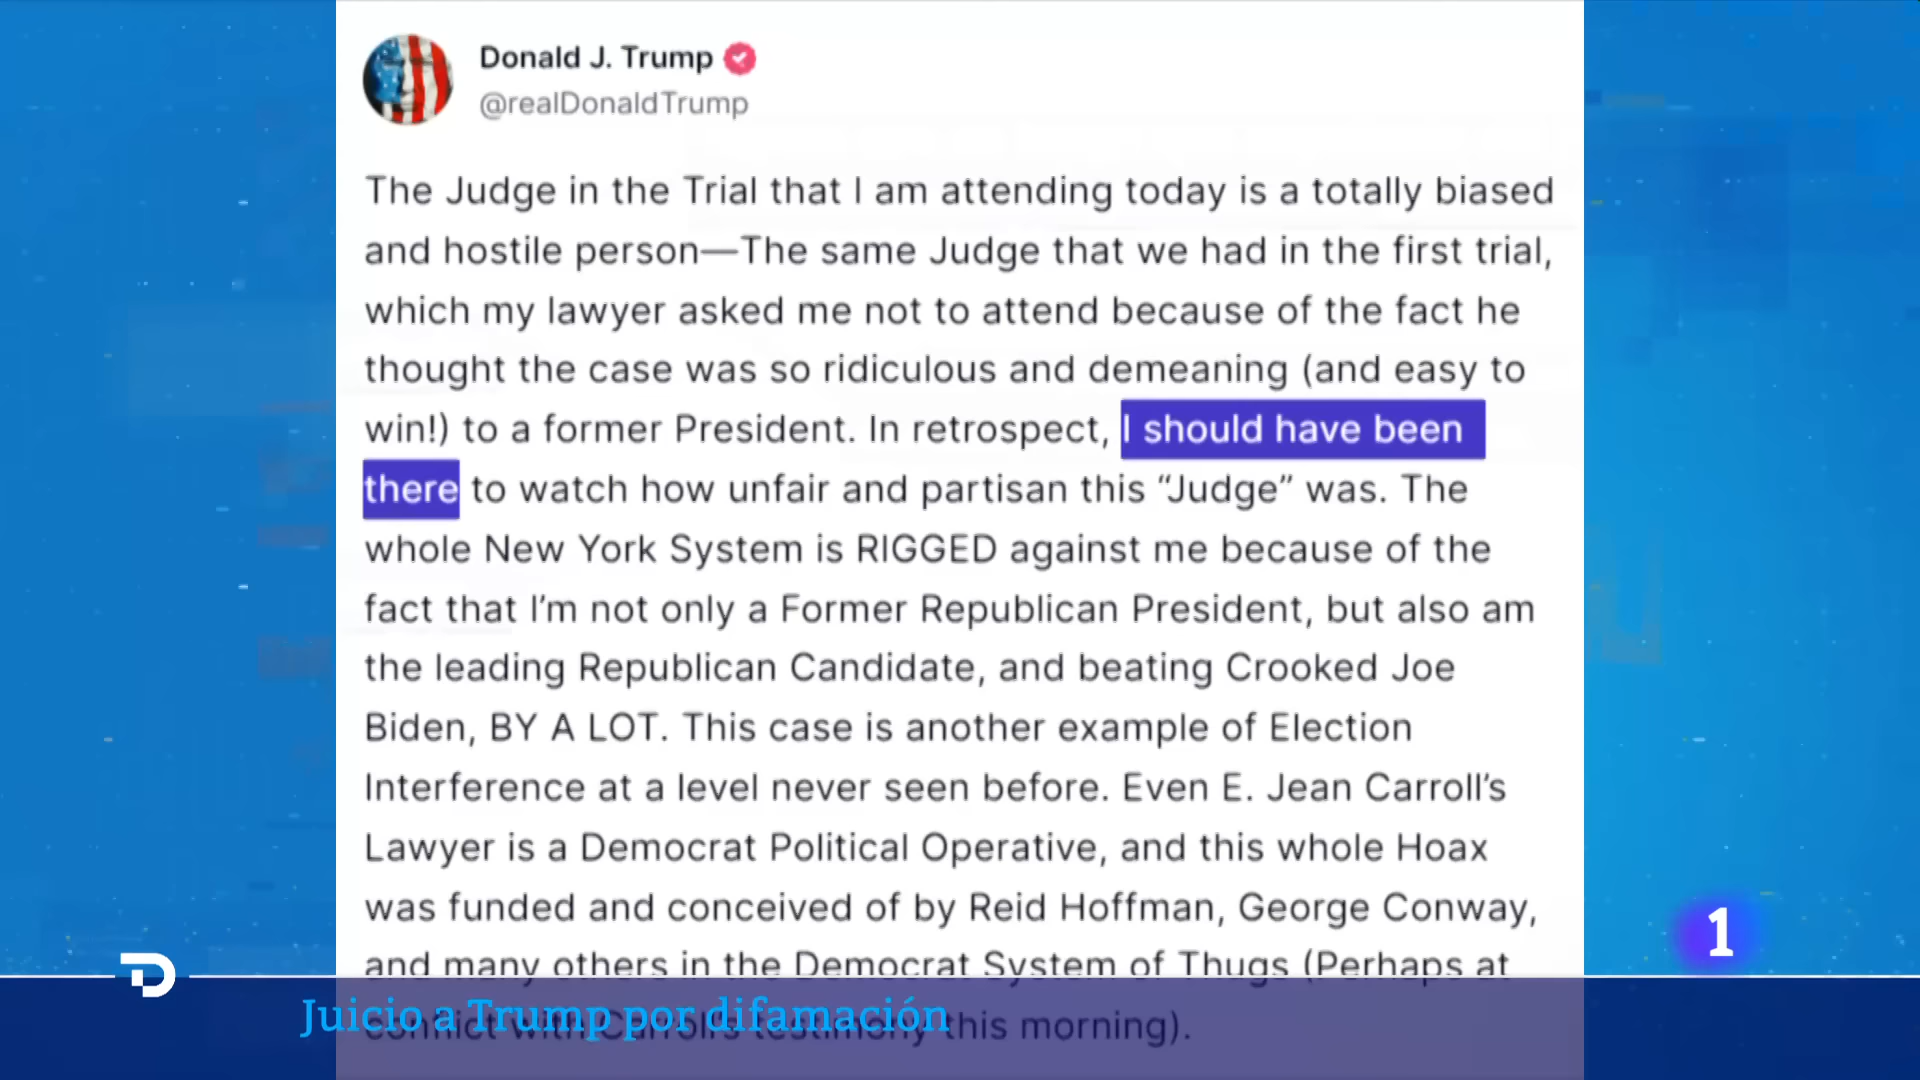 Donald J. Trump
@realDonaldTrump
The Judge in the Trial that I am attending today is a totally biased
and hostile person—The same Judge that we had in the first trial,
which my lawyer asked me not to attend because of the fact he
thought the case was so ridiculous and demeaning (and easy to
win!) to a former President. In retrospect, I should have been
there to watch how unfair and partisan this “Judge” was. The
whole New York System is RIGGED against me because of the
fact that I’m not only a Former Republican President, but also am
the leading Republican Candidate, and beating Crooked Joe
Biden, BY A LOT. This case is another example of Election
Interference at a level never seen before. Even E. Jean Carroll’s
Lawyer is a Democrat Political Operative, and this whole Hoax
was funded and conceived of by Reid Hoffman, George Conway,
and many others in the Democrat System of Thugs (Perhaps at
conflict with Carroll’s testimony this morning).
Juicio a Trump por difamación
1